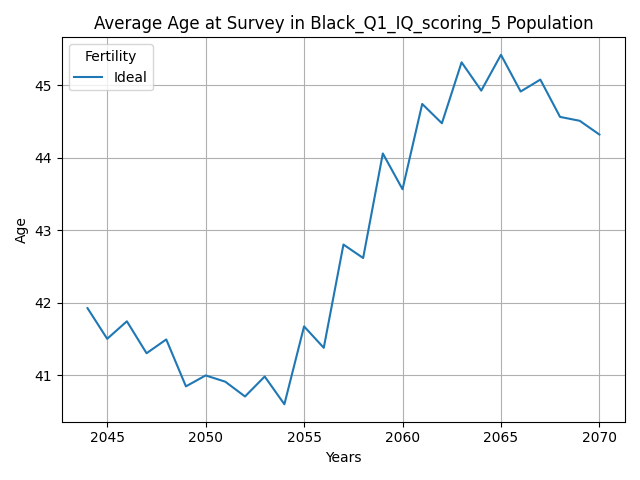 Average Age at Survey in Black_Q1_IQ_scoring_5 Population
Fertility
Ideal
45
44
43
42
41
Age
2045 2050 2055 2060 2065 2070
Years